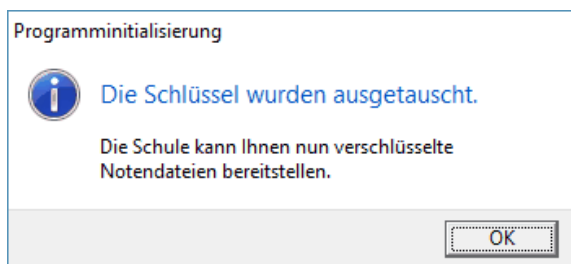 Programminitialisierung
Die Schlüssel wurden ausgetauscht.
Die Schule kann Ihnen nun verschlüsselte
Notendateien bereitstellen.
OK